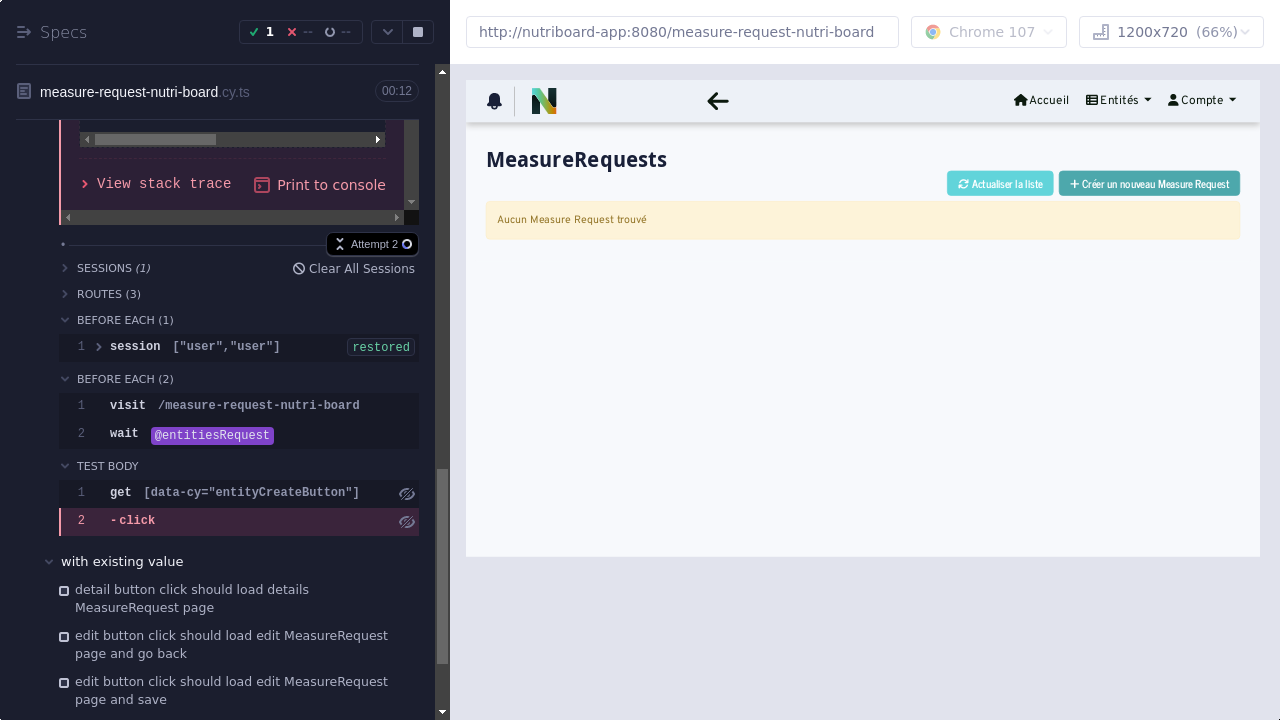 Specs
1
--
--
measure-request-nutri-board.cy.ts
00:12
View stack trace
Print to console
Attempt 2
SESSIONS (1)
Clear All Sessions
ROUTES (3)
BEFORE EACH (1)
1 session ["user","user"] restored
BEFORE EACH (2)
1 visit /measure-request-nutri-board
2 wait @entitiesRequest
TEST BODY
1 get [data-cy="entityCreateButton"]
2 -click
with existing value
detail button click should load details
MeasureRequest page
edit button click should load edit MeasureRequest
page and go back
edit button click should load edit MeasureRequest
page and save
http://nutriboard-app:8080/measure-request-nutri-board
Chrome 107
1200x720 (66%)
N
Accueil
Entités
Compte
MeasureRequests
Actualiser la liste
Créer un nouveau Measure Request
Aucun Measure Request trouvé